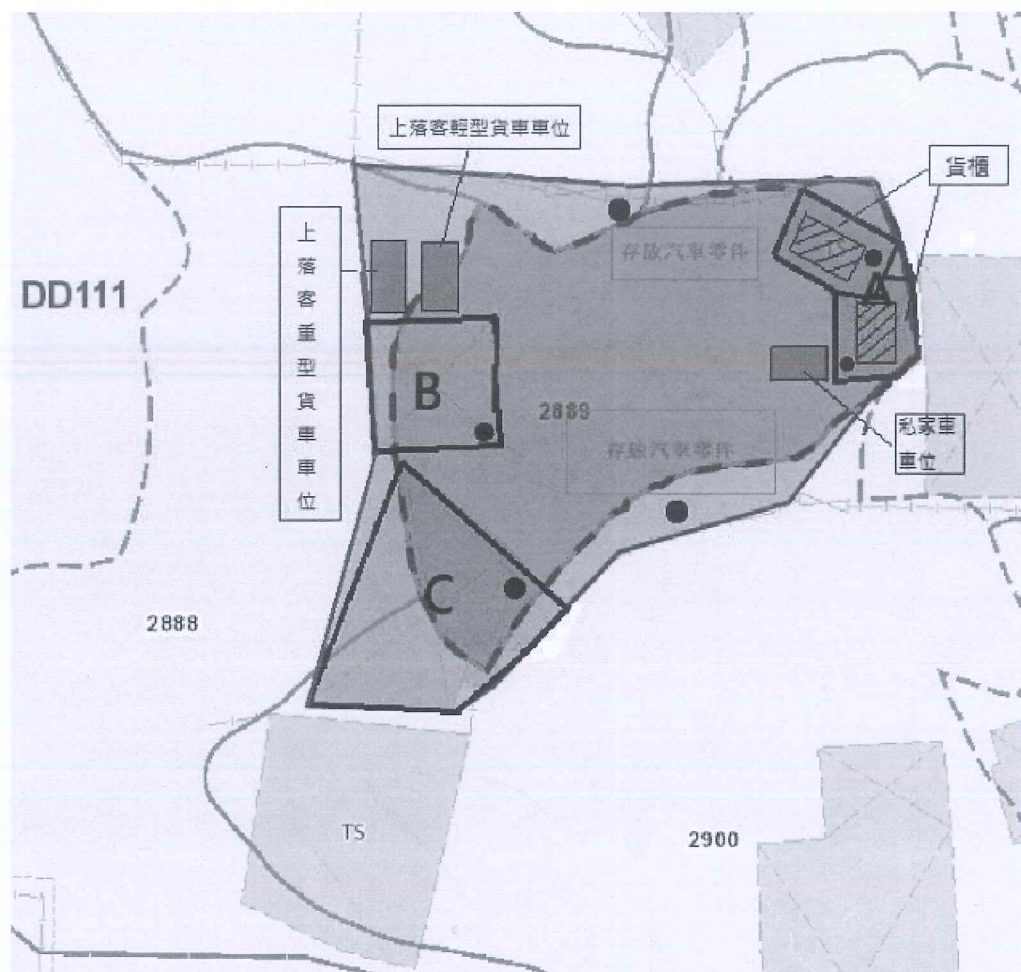 上落客輕型貨車車位
貨櫃
上落客重型貨車車位
存放汽車零件
TS
DD111
A
B
2889
存放汽車零件
私家車
車位
C
2888
TS
2900